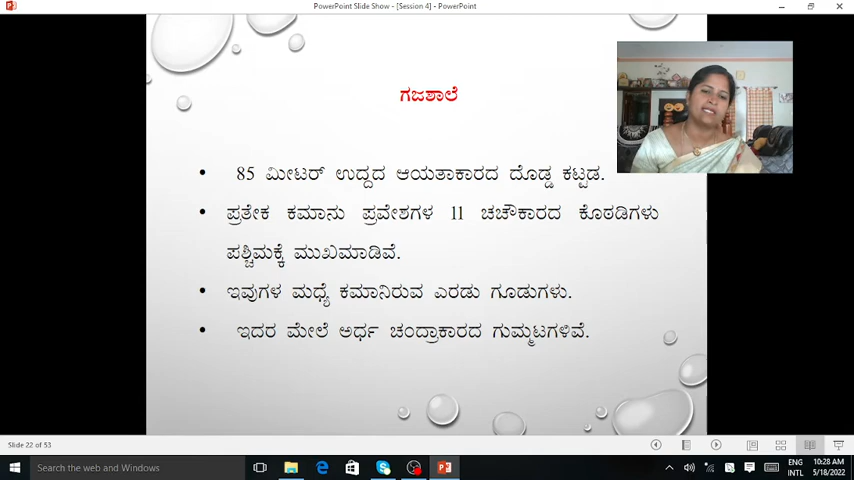 PowerPoint Slide Show - [Session 4] - PowerPoint
ಗಜಶಾಲೆ
• 85 ಮೀಟರ್ ಉದ್ದದ ಆಯತಾಕಾರದ ದೊಡ್ಡ ಕಟ್ಟಡ.
• ಪ್ರತೇಕ ಕಮಾನು ಪ್ರವೇಶಗಳ 11 ಚಚೌಕಾರದ ಕೊಠಡಿಗಳು
ಪಶ್ಚಿಮಕ್ಕೆ ಮುಖಮಾಡಿವೆ.
• ಇವುಗಳ ಮಧ್ಯೆ ಕಮಾನಿರುವ ಎರಡು ಗೂಡುಗಳು.
• ಇದರ ಮೇಲೆ ಅರ್ಧ ಚಂದ್ರಾಕಾರದ ಗುಮ್ಮಟಗಳಿವೆ.
Slide 22 of 53
Search the web and Windows
ENG
INTL
10:28 AM
5/18/2022